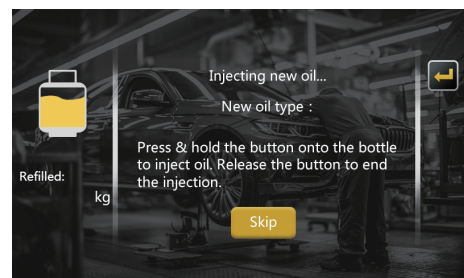 Injecting new oil...
New oil type :
Press & hold the button onto the bottle
to inject oil. Release the button to end
the injection.
Refilled:
kg
Skip